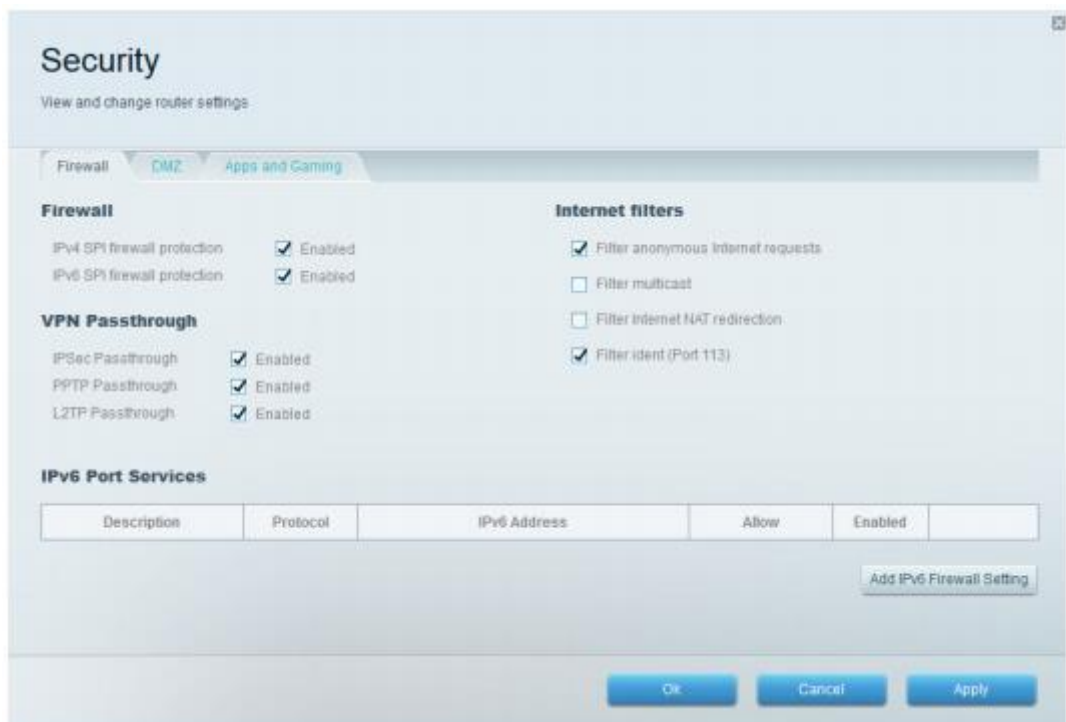 Security
View and change router settings
Firewall
DMZ
Apps and Gaming
Firewall
IPv4 SPI firewall protection
Enabled
IPv6 SPI firewall protection
Enabled
VPN Passthrough
IPSec Passthrough
Enabled
PPTP Passthrough
Enabled
L2TP Passthrough
Enabled
Internet filters
Filter anonymous Internet requests
Filter multicast
Filter Internet NAT redirection
Filter ident (Port 113)
IPv6 Port Services
Description
Protocol
IPv6 Address
Allow
Enabled
Add IPv6 Firewall Setting
Ok
Cancel
Apply